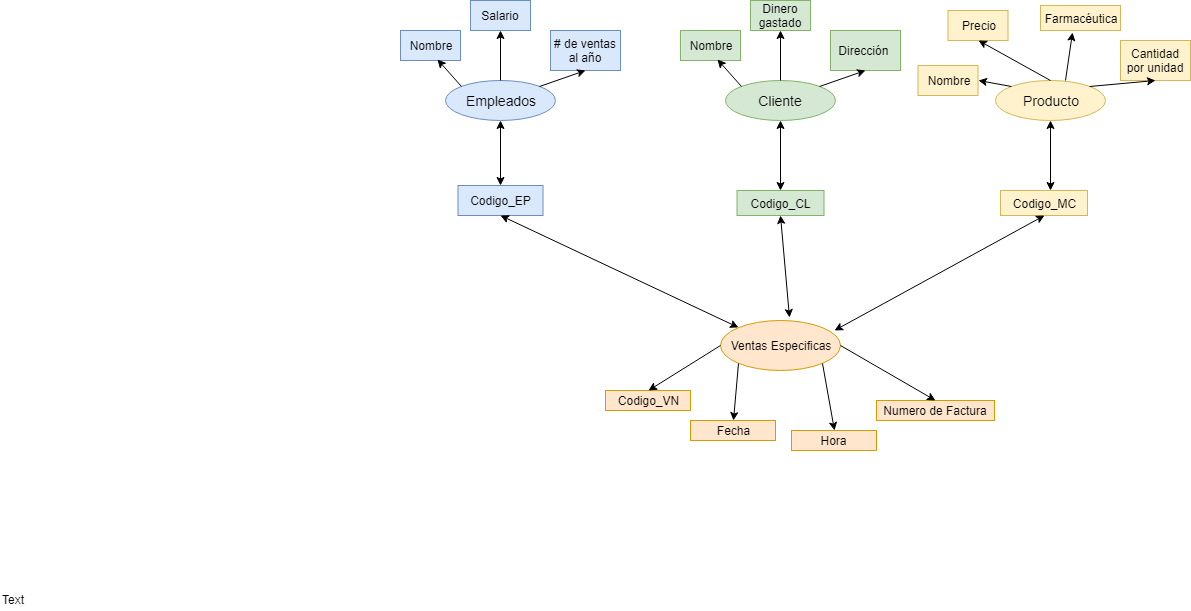 Salario
Nombre
# de ventas
al año
Empleados
Codigo_EP
Dinero
gastado
Nombre
Dirección
Cliente
Codigo_CL
Precio
Farmacéutica
Cantidad
por unidad
Nombre
Producto
Codigo_MC
Ventas Especificas
Codigo_VN
Fecha
Hora
Numero de Factura
Text